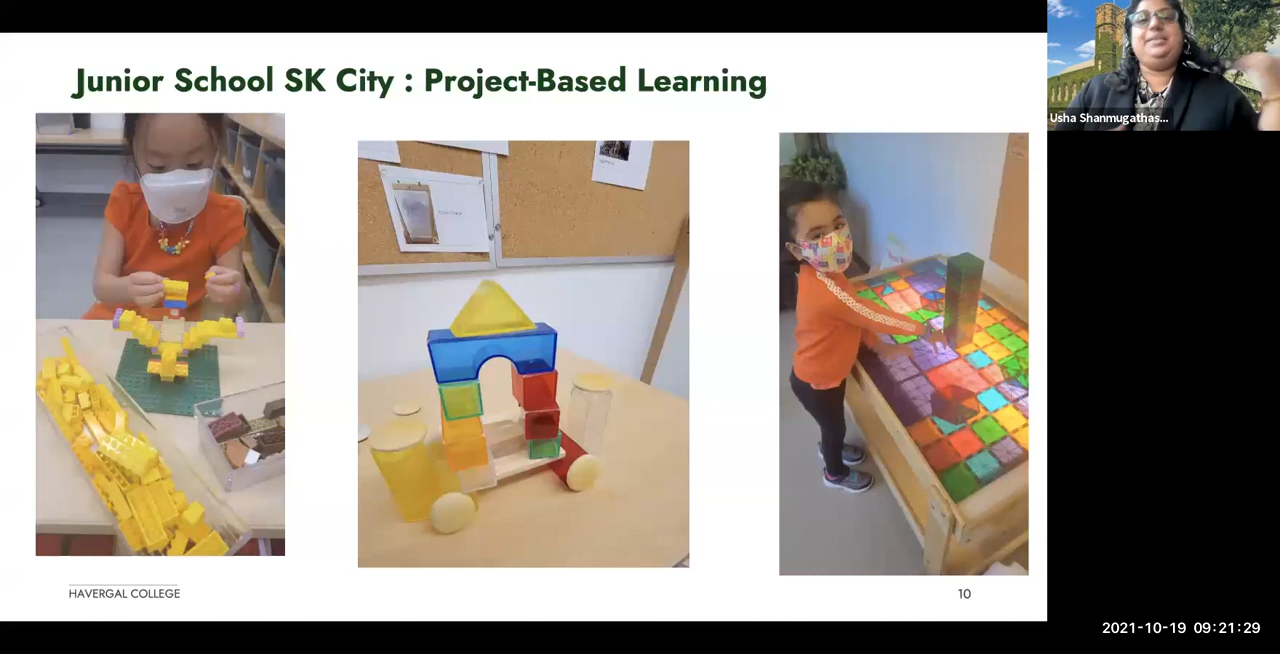 Junior School SK City : Project-Based Learning
Usha Shanmugathas...
HAVERGAL COLLEGE
10
2021-10-19 09:21:29